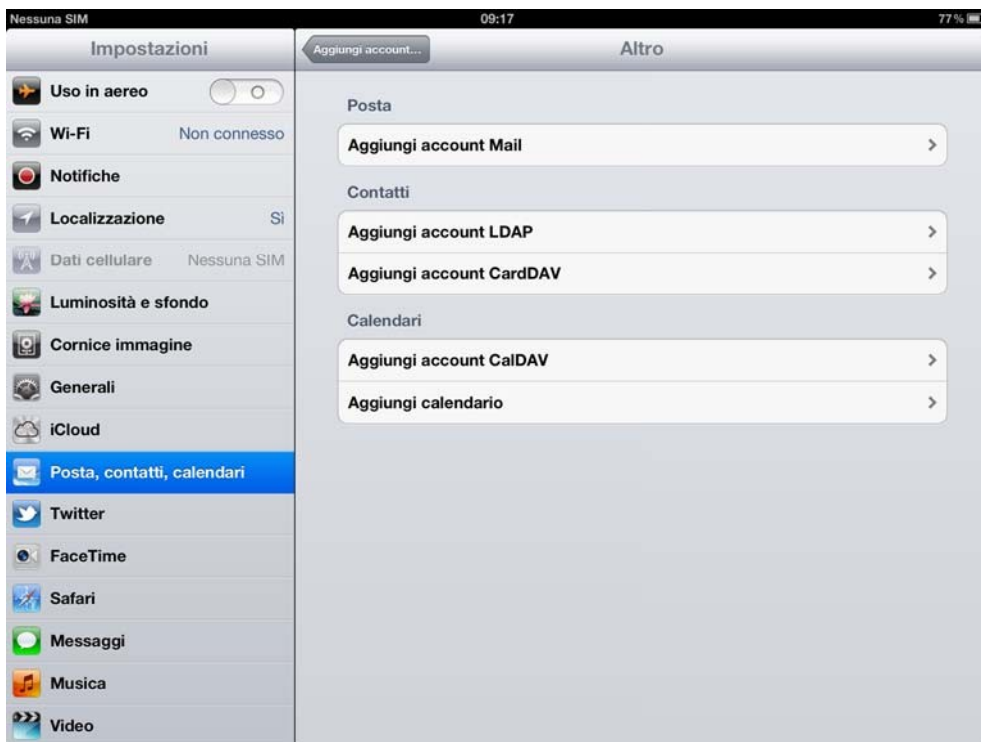 Nessuna SIM 09:17 77%
Impostazioni
Uso in aereo
Wi-Fi Non connesso
Notifiche
Localizzazione Sì
Dati cellulare Nessuna SIM
Luminosità e sfondo
Cornice immagine
Generali
iCloud
Posta, contatti, calendari
Twitter
FaceTime
Safari
Messaggi
Musica
Video
Aggiungi account... Altro
Posta
Aggiungi account Mail
Contatti
Aggiungi account LDAP
Aggiungi account CardDAV
Calendari
Aggiungi account CalDAV
Aggiungi calendario